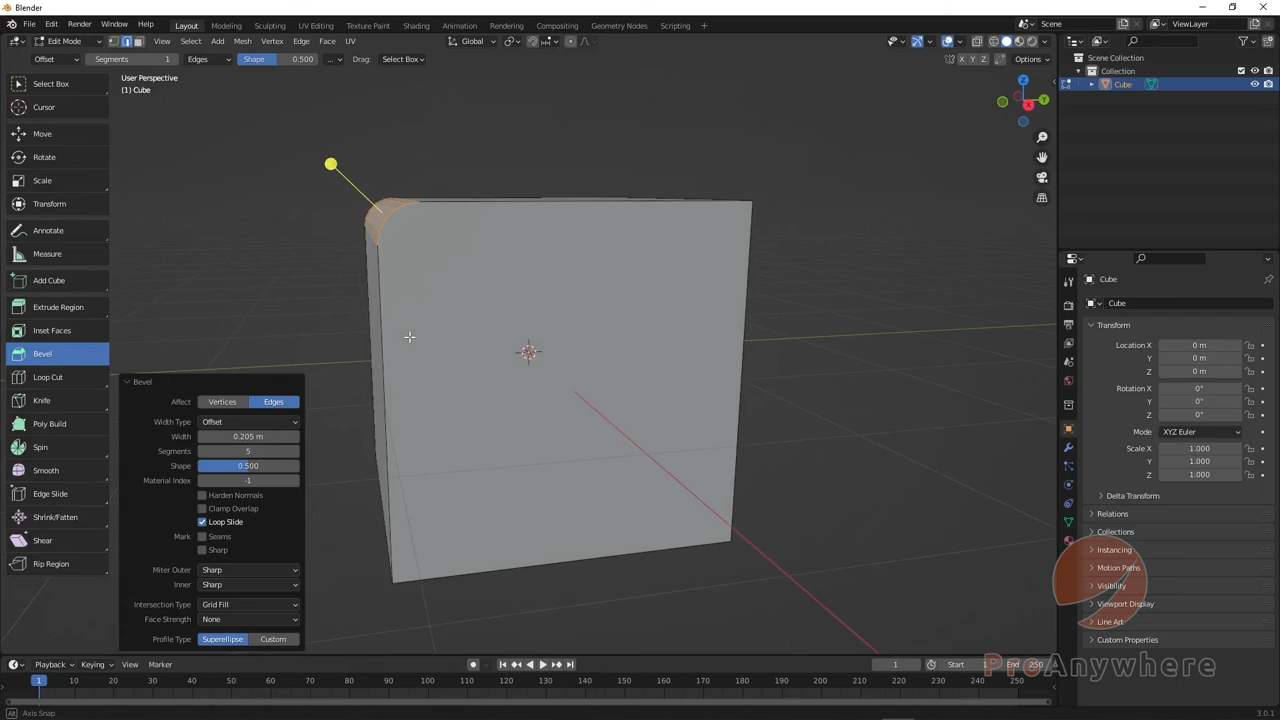 Blender
File Edit Render Window Help
Layout Modeling Sculpting UV Editing Texture Paint Shading Animation Rendering Compositing Geometry Nodes Scripting +
Scene ViewLayer
Edit Mode View Select Add Mesh Vertex Edge Face UV Global
Offset Segments 1 Edges Shape 0.500 ... Drag: Select Box X Y Z Options
User Perspective
(1) Cube
Select Box
Cursor
Move
Rotate
Scale
Transform
Annotate
Measure
Add Cube
Extrude Region
Inset Faces
Bevel
Loop Cut
Knife
Poly Build
Spin
Smooth
Edge Slide
Shrink/Fatten
Shear
Rip Region
Bevel
Affect Vertices Edges
Width Type Offset
Width 0.205 m
Segments 5
Shape 0.500
Material Index -1
Harden Normals
Clamp Overlap
Loop Slide
Mark Seams
Sharp
Miter Outer Sharp
Inner Sharp
Intersection Type Grid Fill
Face Strength None
Profile Type Superellipse Custom
Z
Y
X
Scene Collection
Collection
Cube
Cube
Cube
Transform
Location X 0 m
Y 0 m
Z 0 m
Rotation X 0°
Y 0°
Z 0°
Mode XYZ Euler
Scale X 1.000
Y 1.000
Z 1.000
Delta Transform
Relations
Collections
Instancing
Motion Paths
Visibility
Viewport Display
Line Art
Custom Properties
ProAnywhere
Playback Keying View Marker 1 Start 1 End 250
1 10 20 30 40 50 60 70 80 90 100 110 120 130 140 150 160 170 180 190 200 210 220 230 240 250
Axis Snap 3.0.1